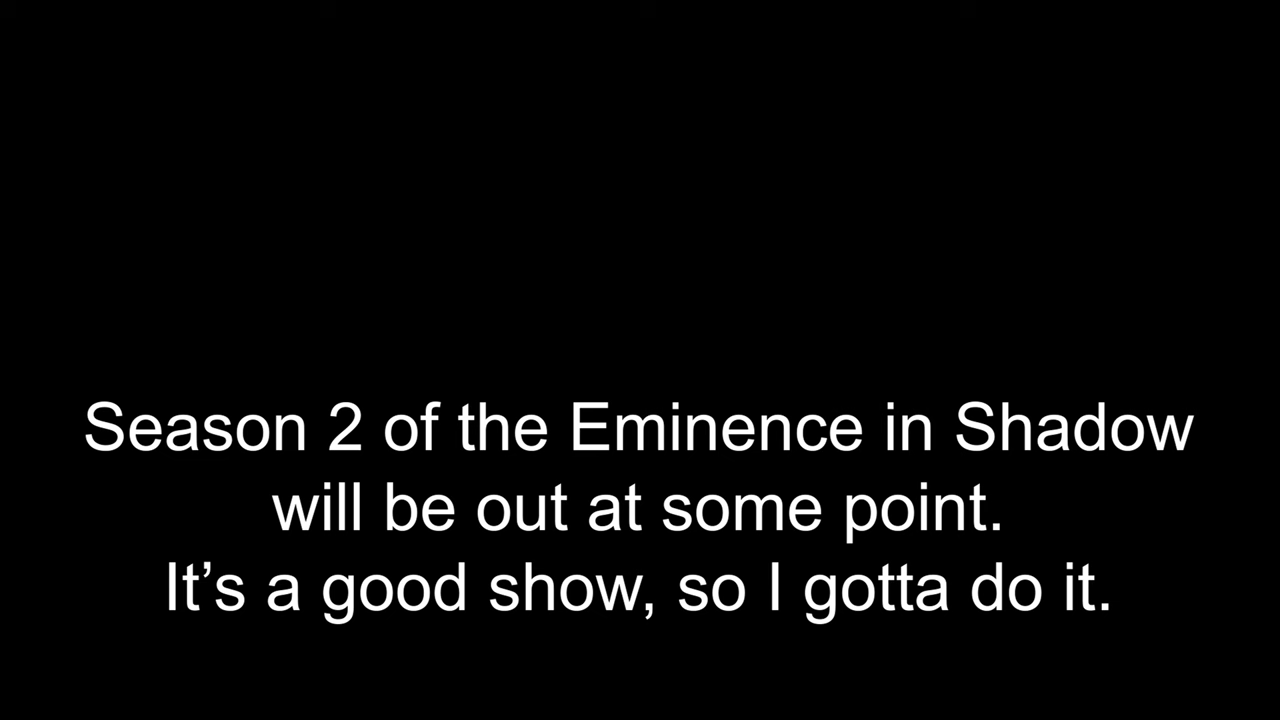 Season 2 of the Eminence in Shadow
will be out at some point.
It’s a good show, so I gotta do it.